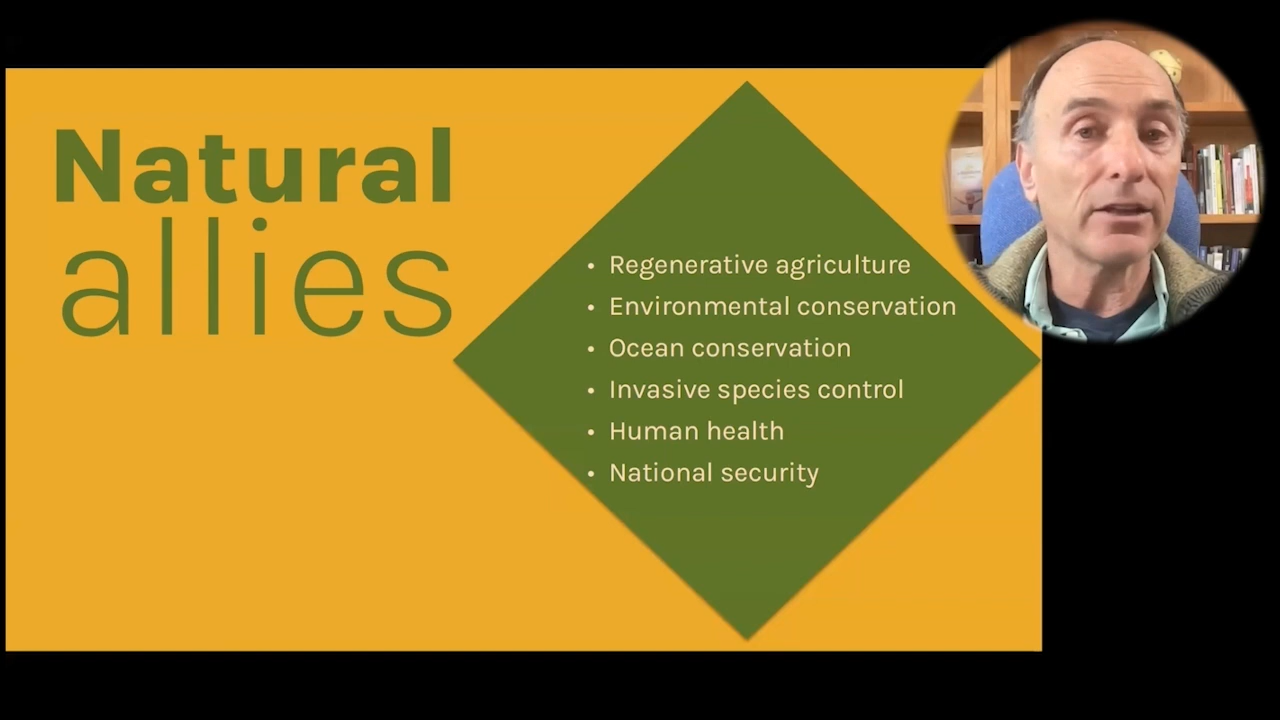 Natural
allies
• Regenerative agriculture
• Environmental conservation
• Ocean conservation
• Invasive species control
• Human health
• National security